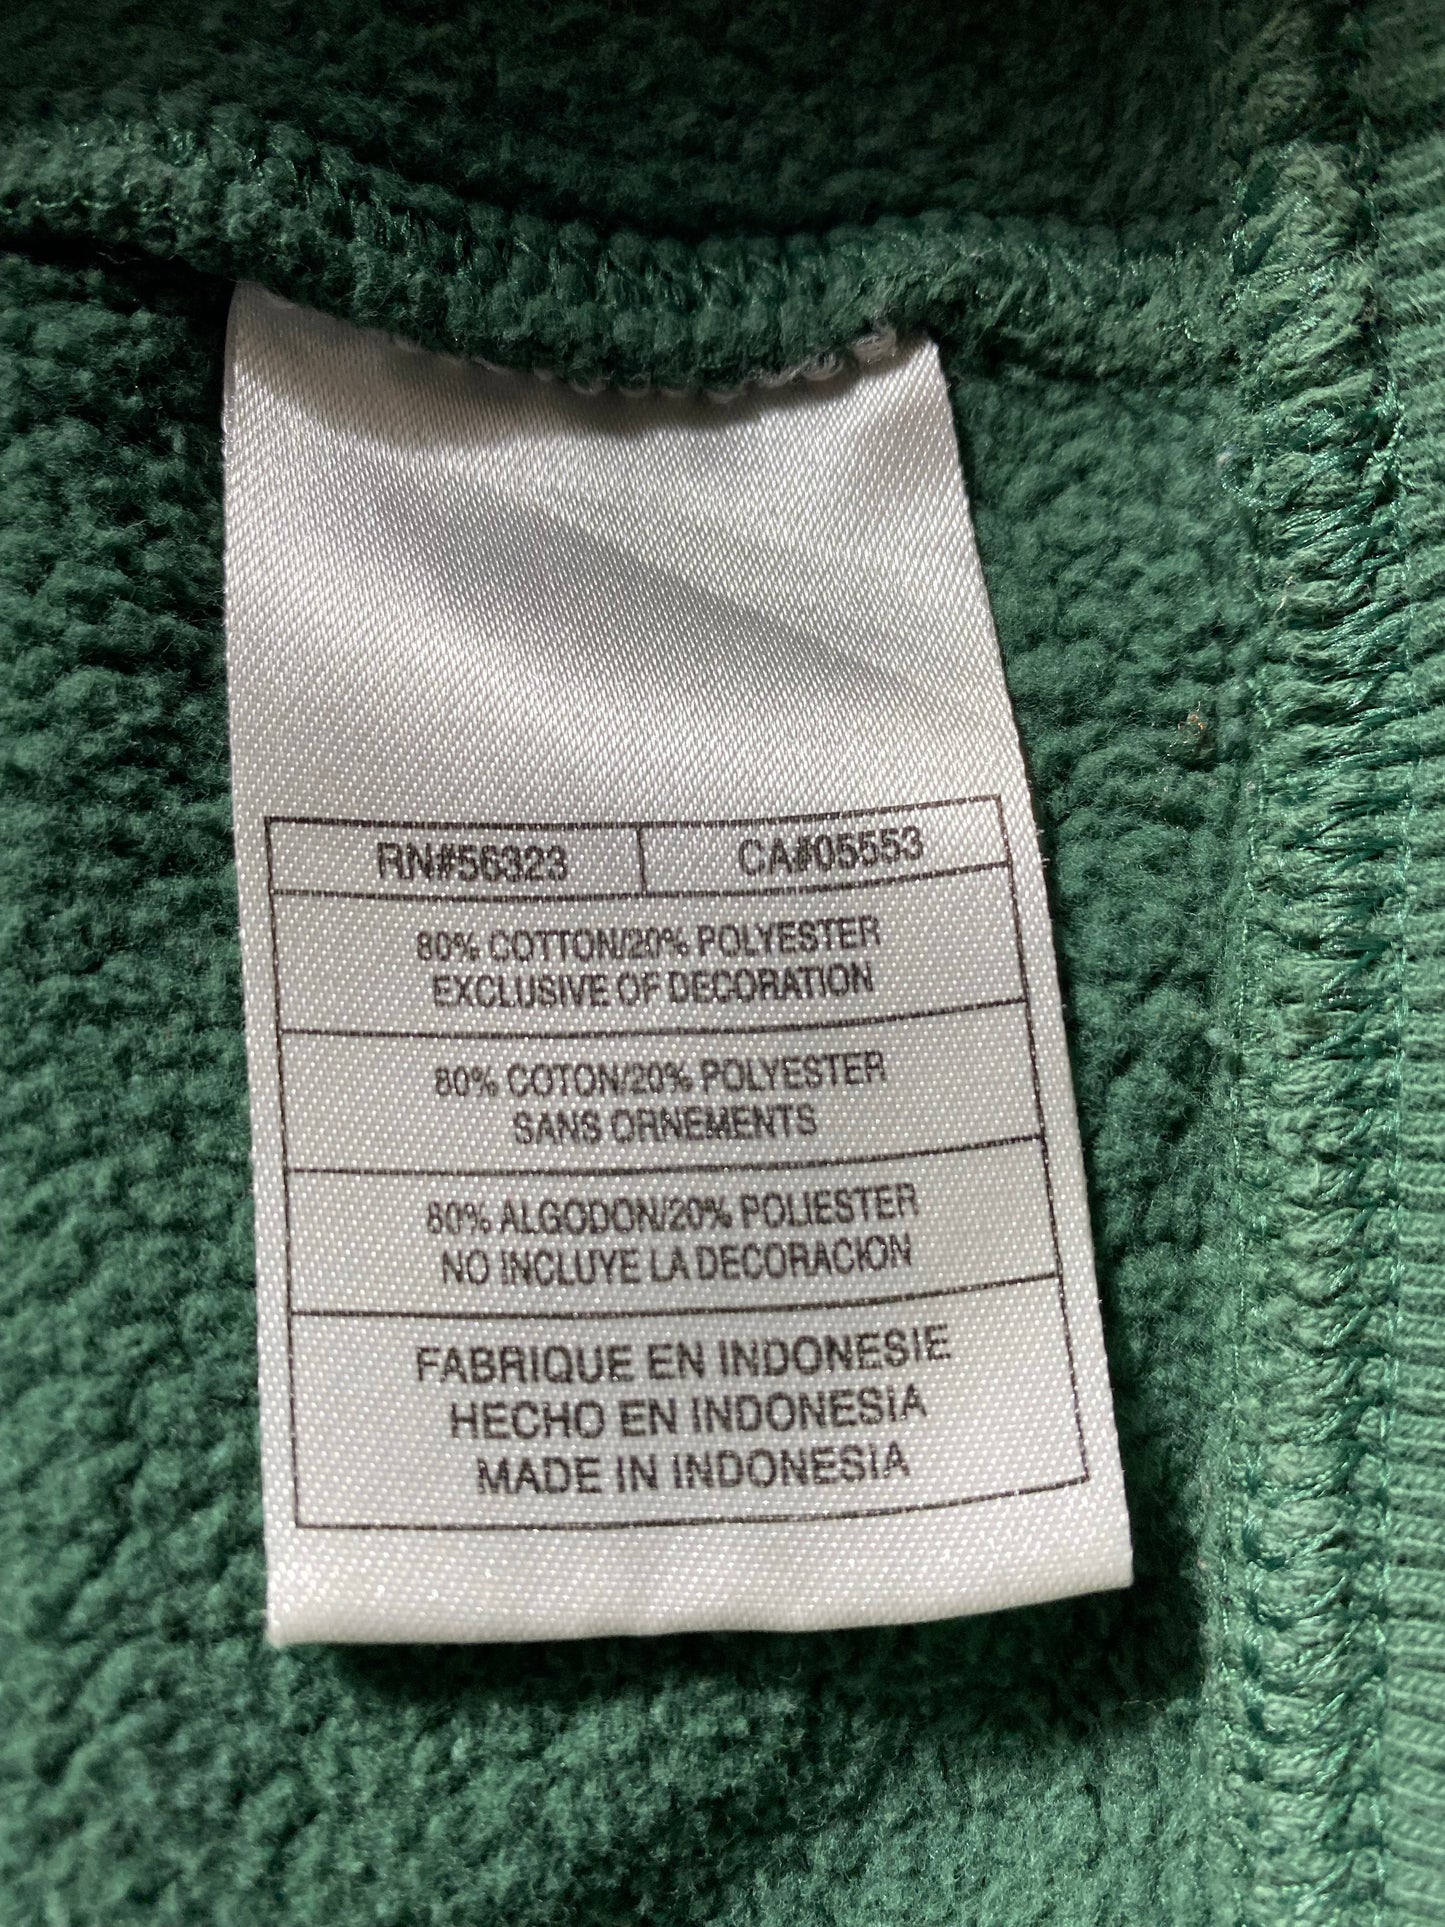 RN#56323 CA#05553
80% COTTON/20% POLYESTER
EXCLUSIVE OF DECORATION
80% COTON/20% POLYESTER
SANS ORNEMENTS
80% ALGODON/20% POLIESTER
NO INCLUYE LA DECORACION
FABRIQUE EN INDONESIE
HECHO EN INDONESIA
MADE IN INDONESIA